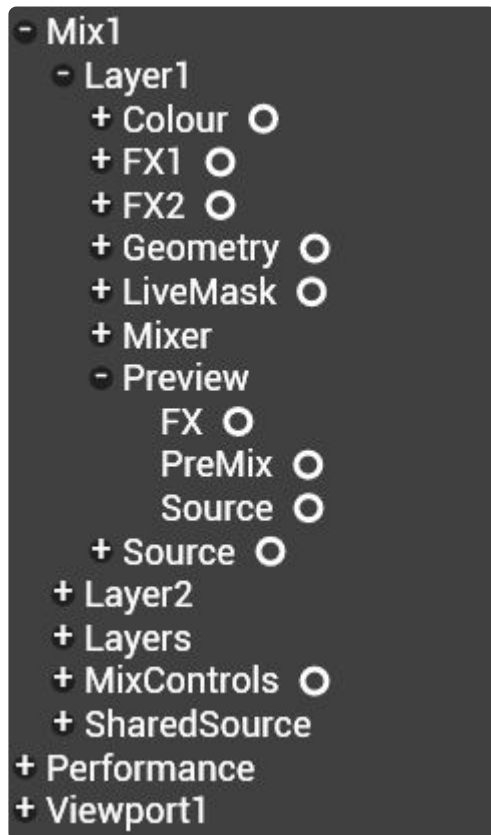 Mix1
Layer1
Colour
FX1
FX2
Geometry
LiveMask
Mixer
Preview
FX
PreMix
Source
Source
Layer2
Layers
MixControls
SharedSource
Performance
Viewport1